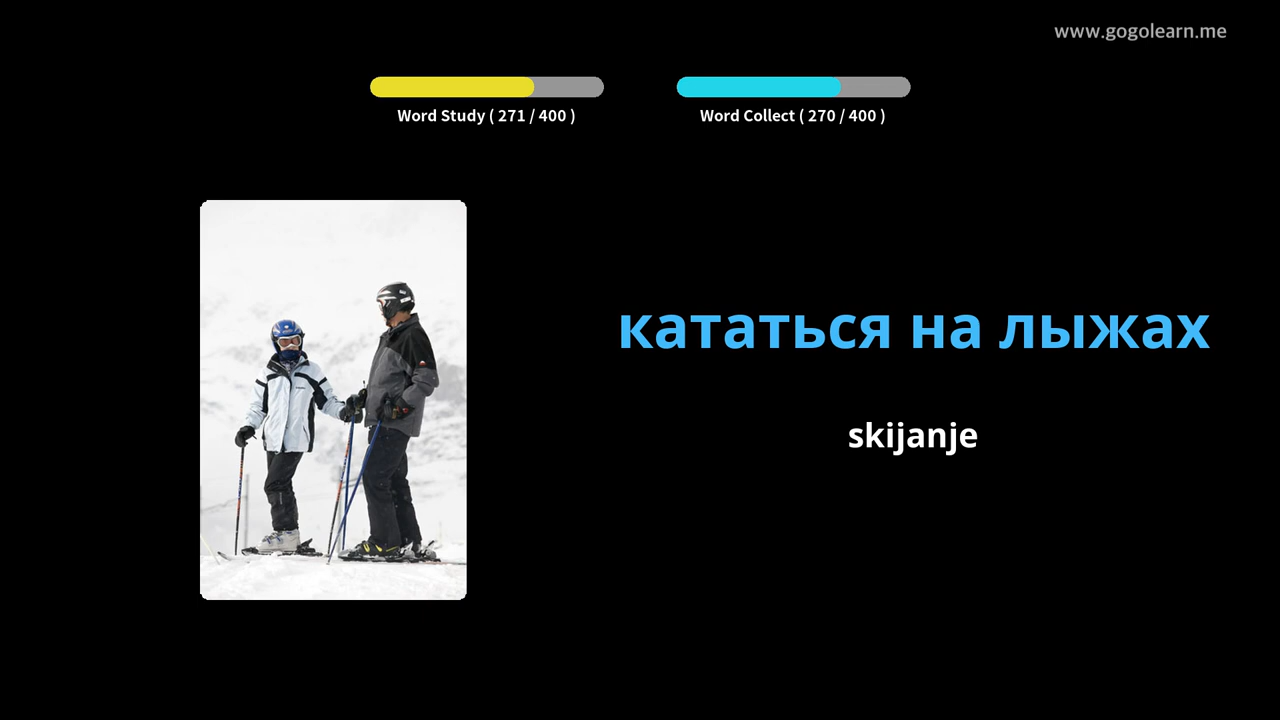 www.gogolearn.me
Word Study ( 271 / 400 )
Word Collect ( 270 / 400 )
кататься на лыжах
skijanje